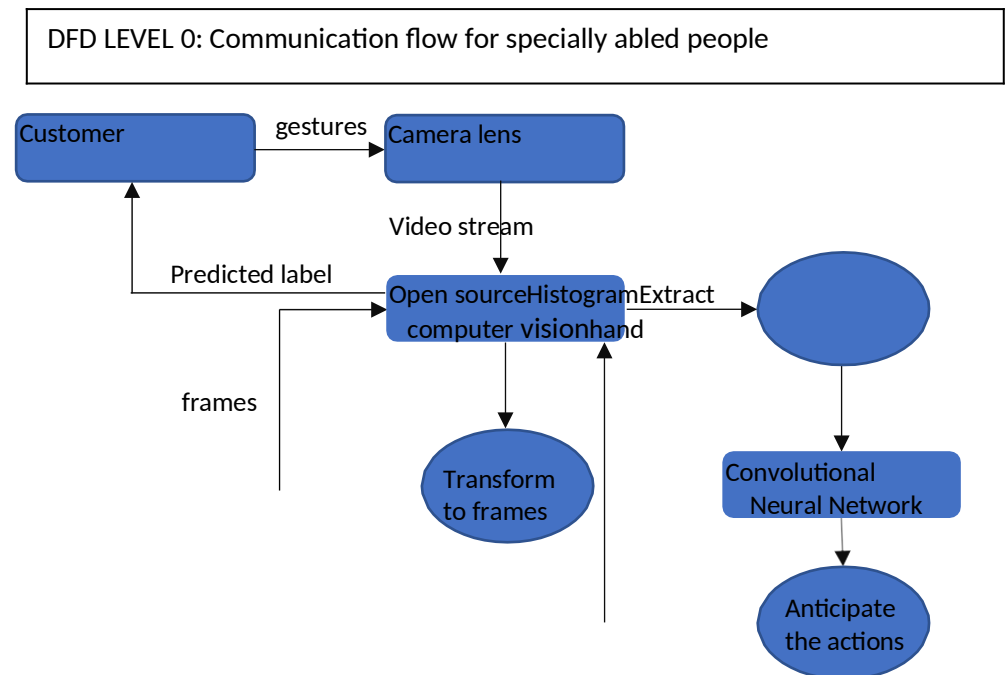 DFD LEVEL 0: Communication flow for specially abled people
Customer
gestures
Camera lens
Video stream
Predicted label
Open sourceHistogramExtract
computer visionhand
frames
Transform
to frames
Convolutional
Neural Network
Anticipate
the actions